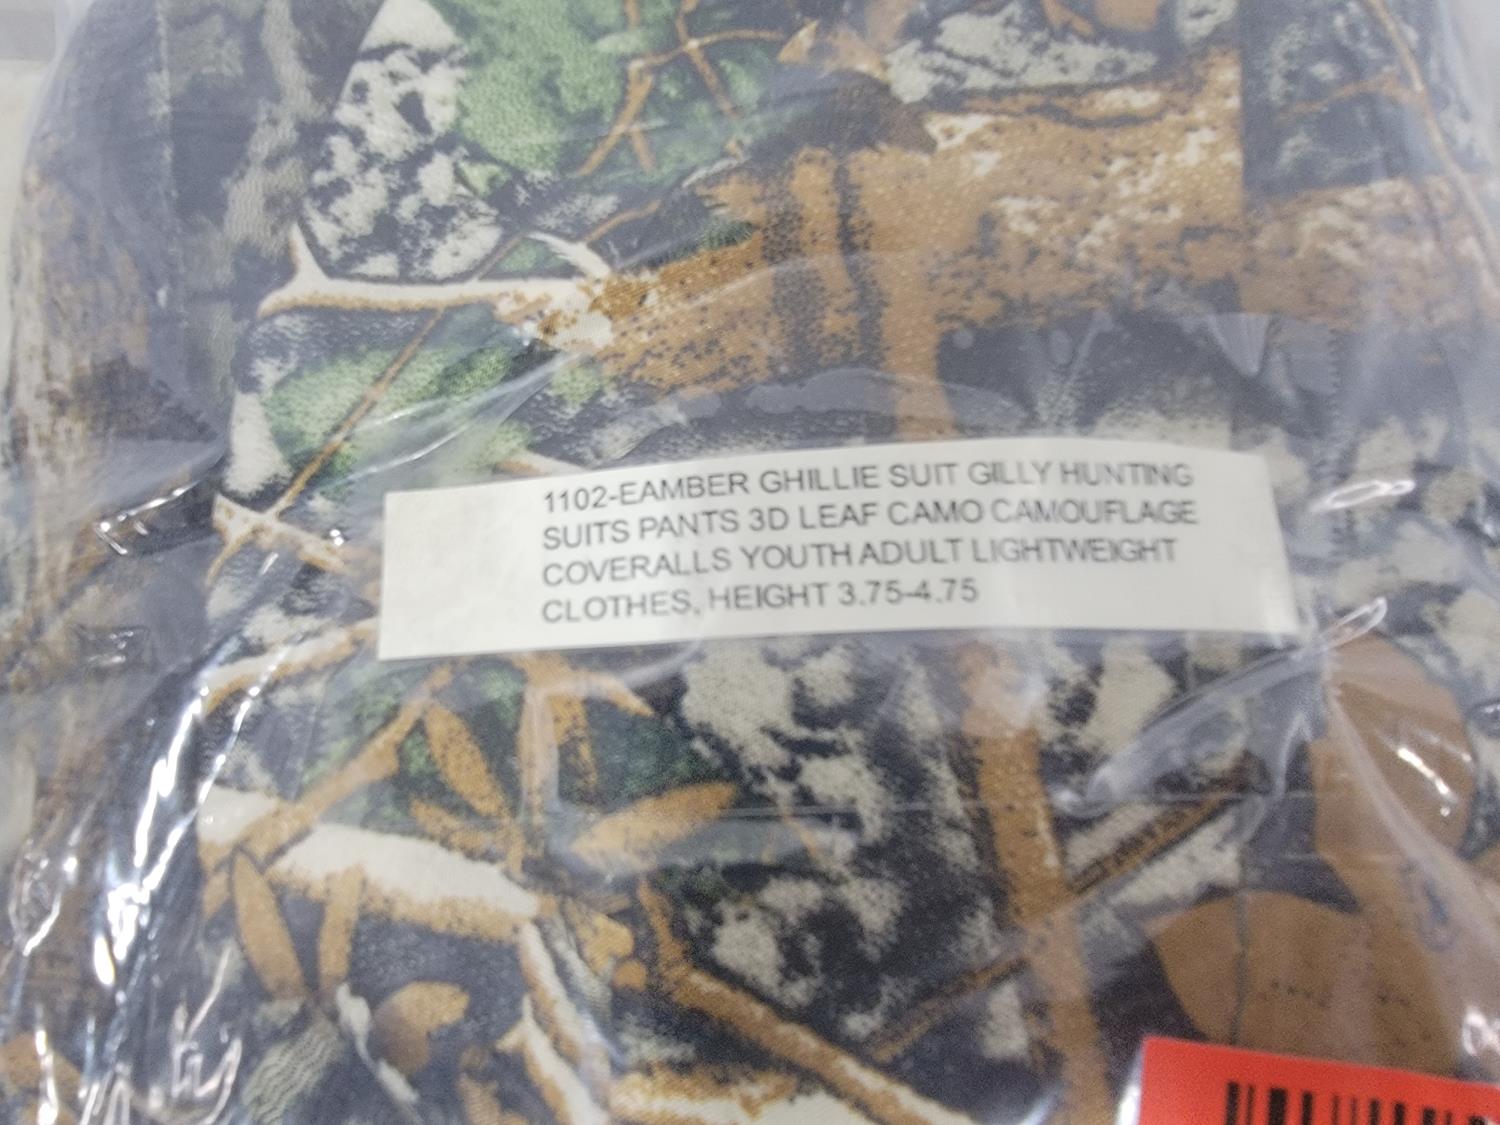 1102-EAMBER GHILLIE SUIT GILLY HUNTING
SUITS PANTS 3D LEAF CAMO CAMOUFLAGE
COVERALLS YOUTH ADULT LIGHTWEIGHT
CLOTHES, HEIGHT 3.75-4.75